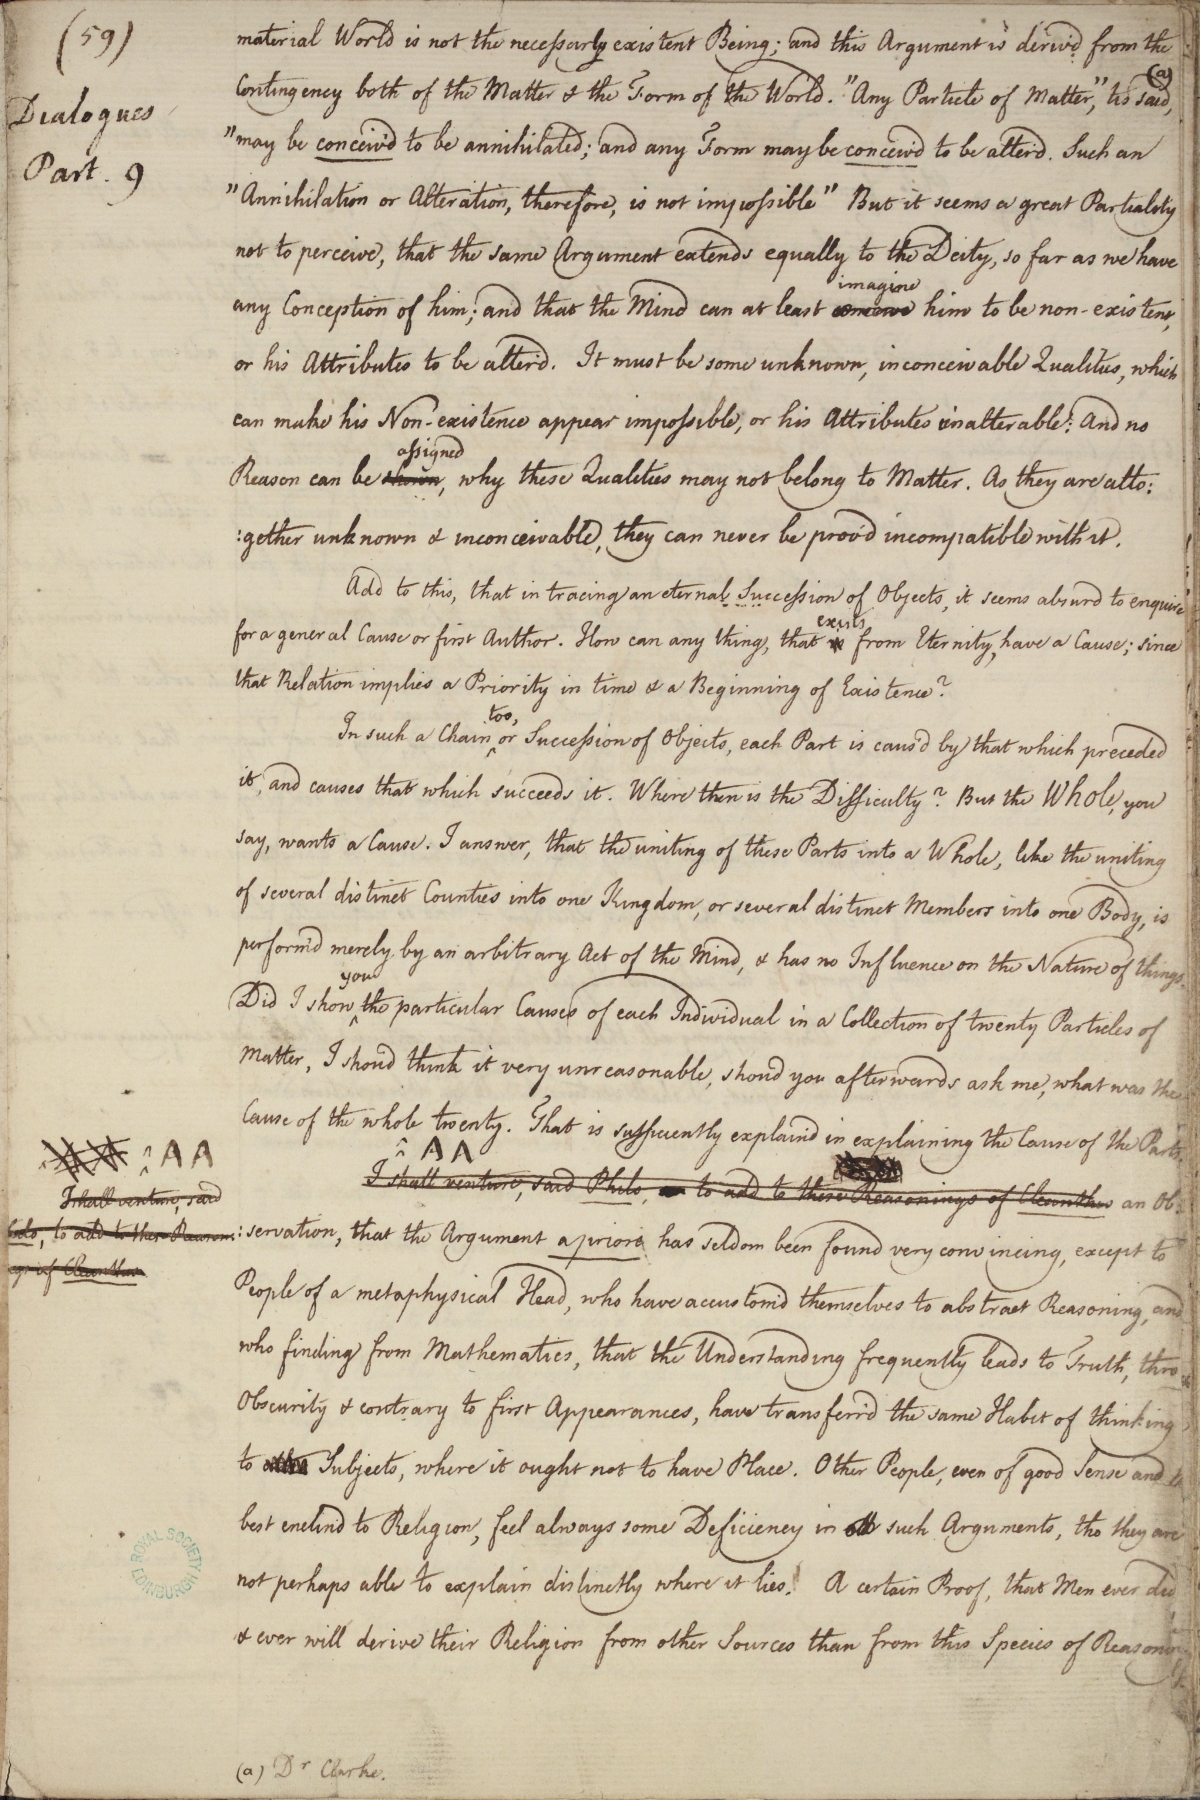 (59)
Dialogues
Part. 9
material World is not the necessarly existent Being; and this Argument is deriv'd from the
Contingency both of the Matter & the Form of the World. "Any Particle of Matter," tis said, (a)
"may be conceiv'd to be annihilated; and any Form may be conceiv'd to be alter'd. Such an
"Annihilation or Alteration, therefore, is not impossible" But it seems a great Partiality
not to perceive, that the same Argument extends equally to the Deity, so far as we have
imagine
any Conception of him; and that the Mind can at least conceive him to be non-existent,
or his Attributes to be alter'd. It must be some unknown, inconceivable Qualities, which
can make his Non-existence appear impossible, or his Attributes inalterable: And no
assigned
Reason can be shown, why these Qualities may not belong to Matter. As they are alto:
:gether unknown & inconceivable, they can never be prov'd incompatible with it.
Add to this, that in tracing an eternal Succession of Objects, it seems absurd to enquire
exists
for a general Cause or first Author. How can any thing, that is from Eternity, have a Cause; since
that Relation implies a Priority in time & a Beginning of Existence?
too,
In such a Chain ^ or Succession of Objects, each Part is caus'd by that which preceded
it, and causes that which succeeds it. Where then is the Difficulty? But the Whole, you
say, wants a Cause. I answer, that the uniting of these Parts into a Whole, like the uniting
of several distinct Counties into one Kingdom, or several distinct Members into one Body, is
perform'd merely by an arbitrary Act of the Mind, & has no Influence on the Nature of things.
you
Did I show ^ the particular Causes of each Individual in a Collection of twenty Particles of
Matter, I shou'd think it very unreasonable, shoud you afterwards ask me, what was the
Cause of the whole twenty. That is sufficiently explain'd in explaining the Cause of the Parts.
^ A A
I shall venture, said Philo, to add to these Reasonings of Cleanthes an Ob:
^ A A
I shall venture, said
Philo, to add to these Reason:
ngs of Cleanthes
:servation, that the Argument a priori has seldom been found very convincing, except to
People of a metaphysical Head, who have accustom'd themselves to abstract Reasoning, and
who finding from Mathematics, that the Understanding frequently leads to Truth, thro
Obscurity & contrary to first Appearances, have transferr'd the same Habit of thinking
to Subjects, where it ought not to have Place. Other People, even of good Sense and
best enclin'd to Religion, feel always some Deficiency in all such Arguments, tho they are
not perhaps able to explain distinctly where it lies. A certain Proof, that Men ever did
& ever will derive their Religion from other Sources than from this Species of Reasoning.
(a) Dr Clarke.
ROYAL SOCIETY
EDINBURGH